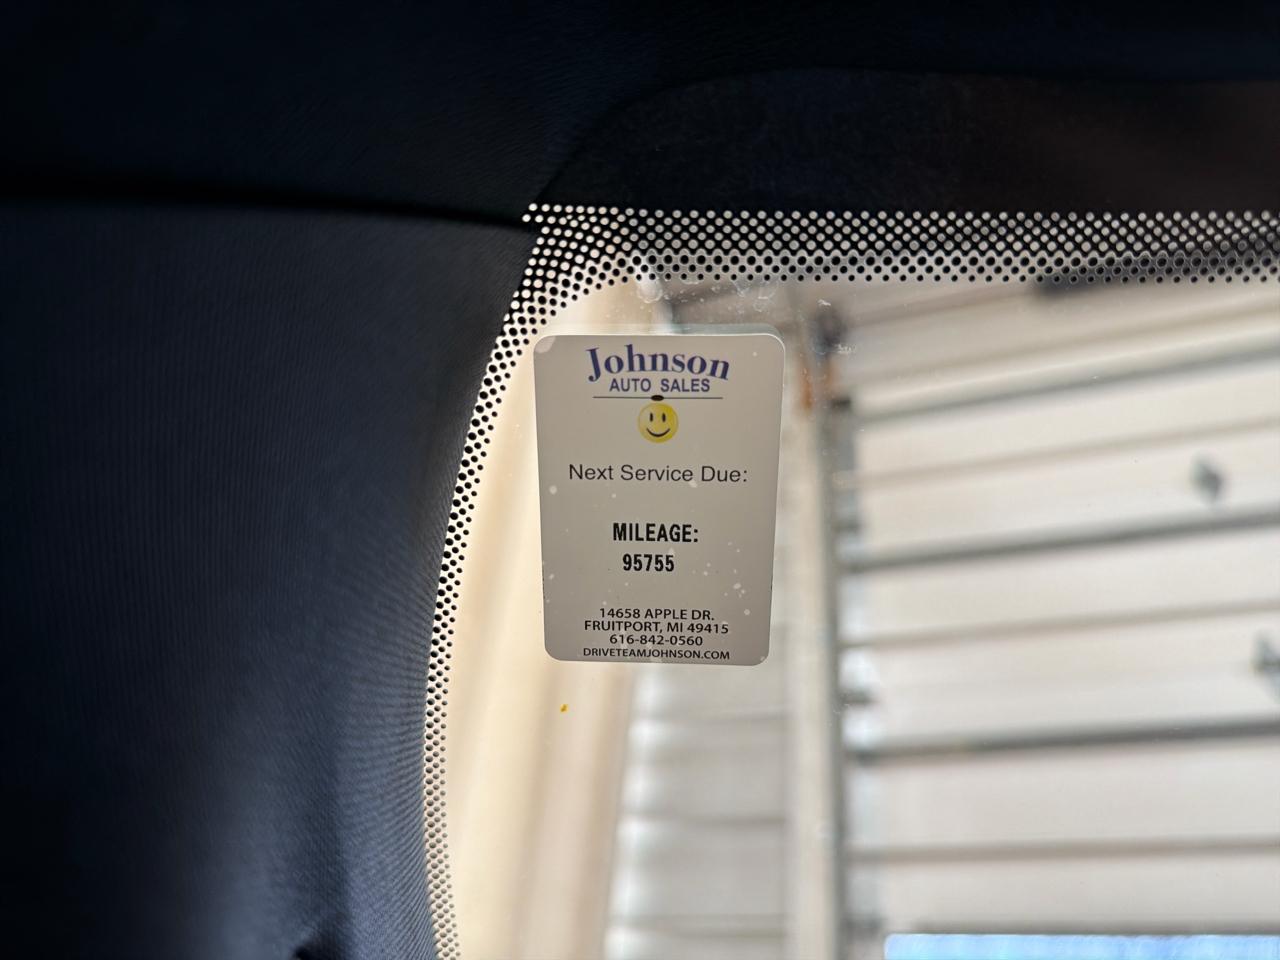 Johnson
AUTO SALES
Next Service Due:
MILEAGE:
95755
14658 APPLE DR.
FRUITPORT, MI 49415
616-842-0560
DRIVETEAMJOHNSON.COM